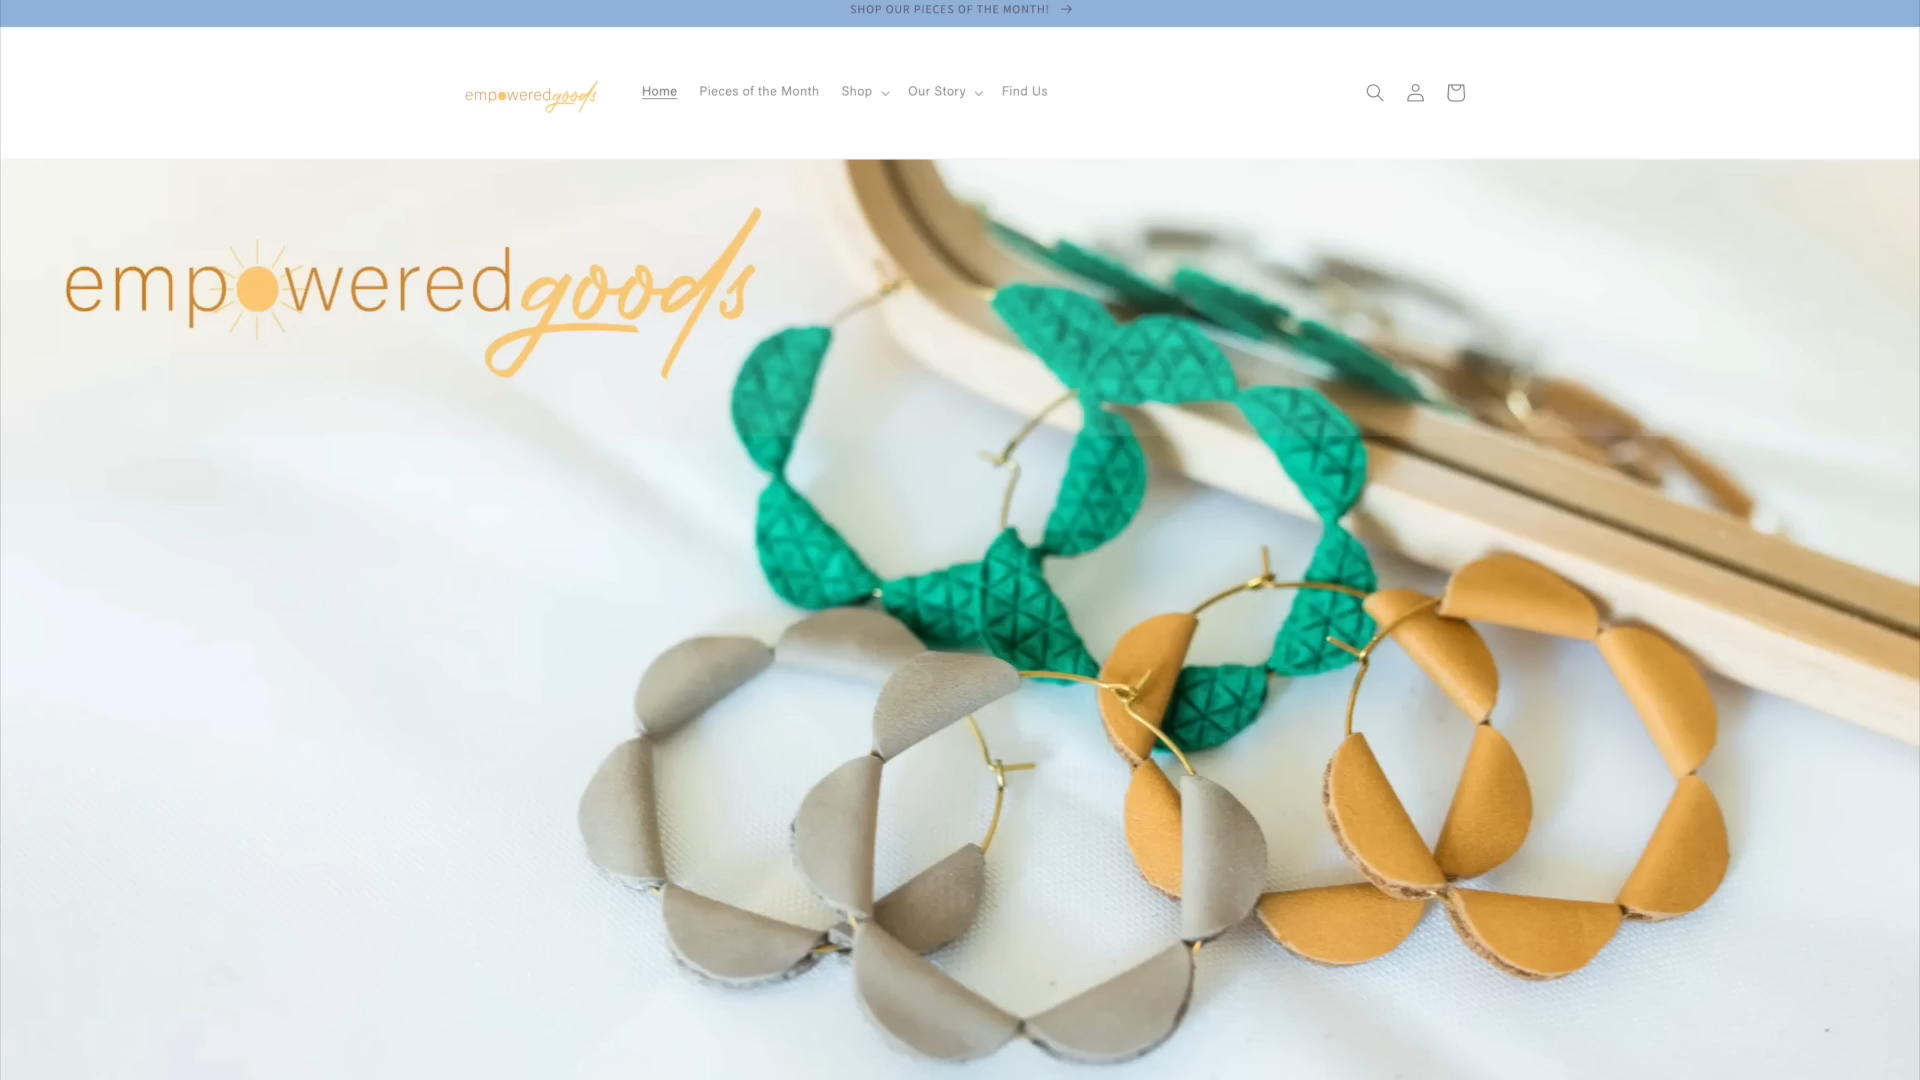 SHOP OUR PIECES OF THE MONTH! →
empoweredgoods
Home Pieces of the Month Shop Our Story Find Us
empoweredgoods